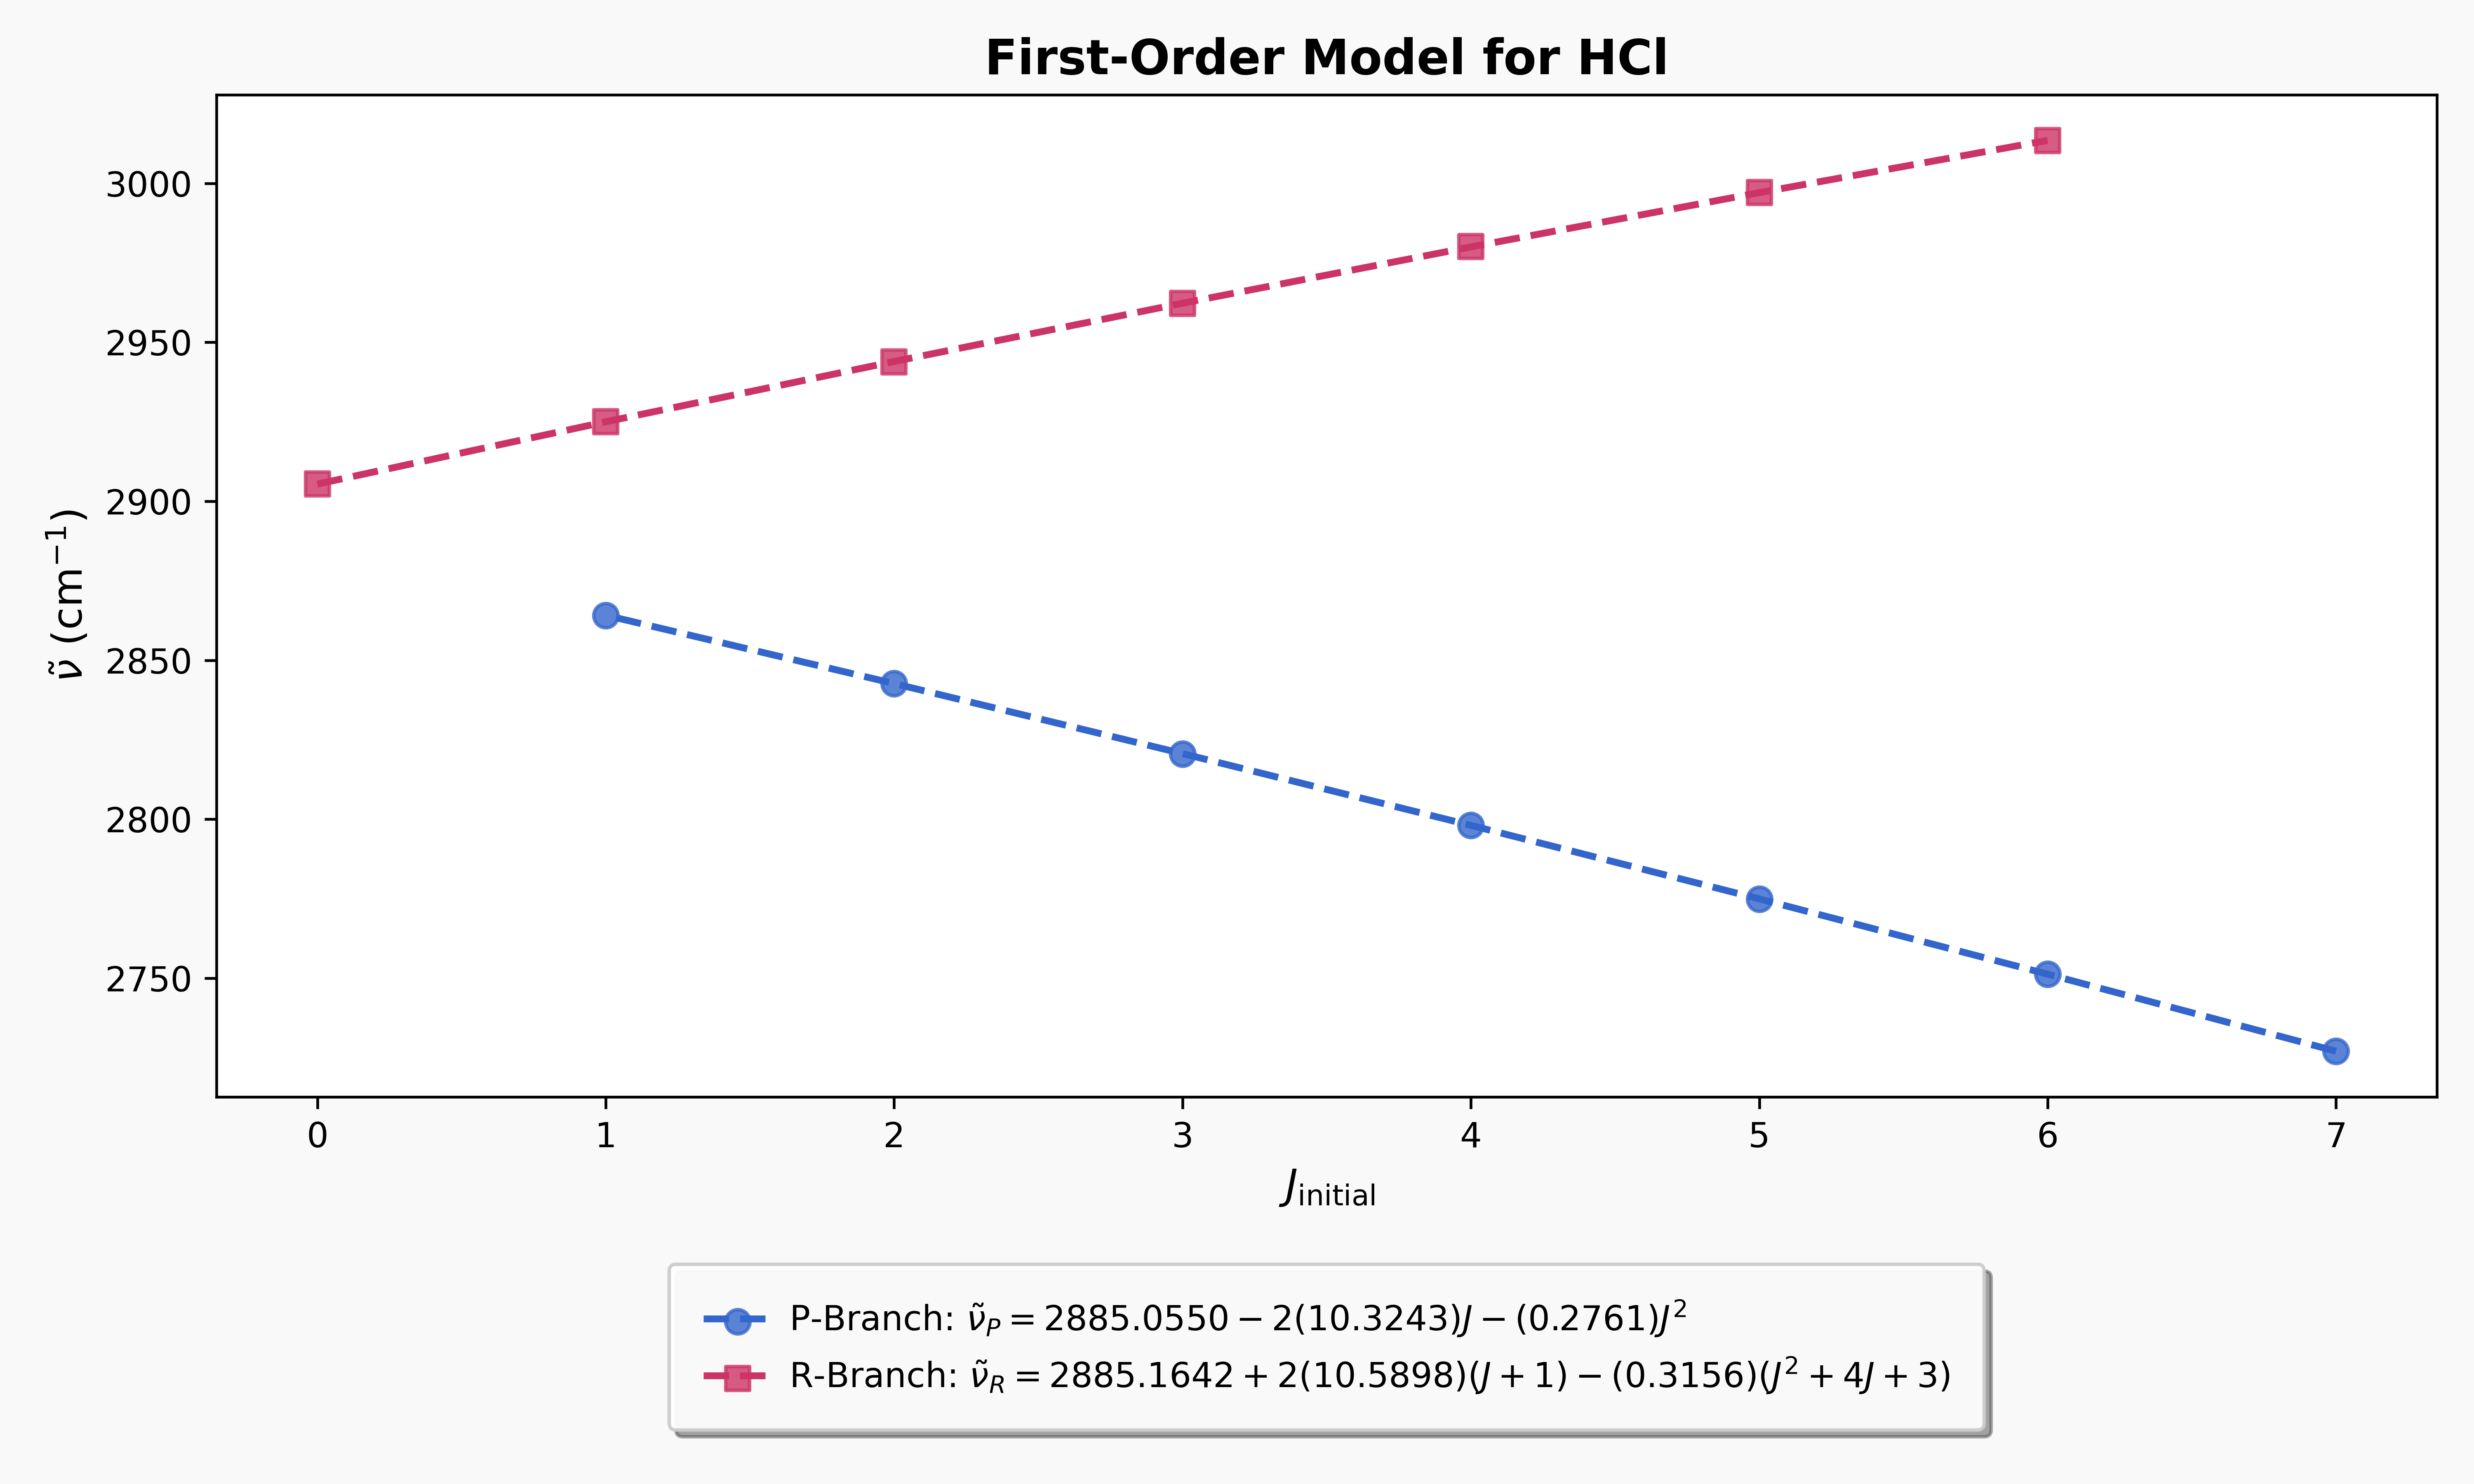 First-Order Model for HCl
ν̃ (cm⁻¹)
3000
2950
2900
2850
2800
2750
0 1 2 3 4 5 6 7
J_initial
P-Branch: ν̃_P = 2885.0550 − 2(10.3243)J − (0.2761)J²
R-Branch: ν̃_R = 2885.1642 + 2(10.5898)(J + 1) − (0.3156)(J² + 4J + 3)